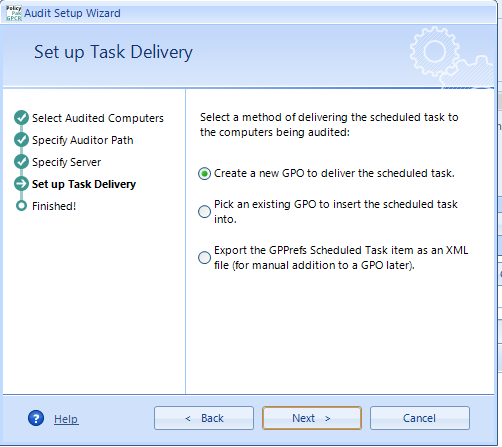 Policy
Pak
GPCR
Audit Setup Wizard
Set up Task Delivery
Select Audited Computers
Specify Auditor Path
Specify Server
Set up Task Delivery
Finished!
Select a method of delivering the scheduled task to
the computers being audited:
Create a new GPO to deliver the scheduled task.
Pick an existing GPO to insert the scheduled task
into.
Export the GPPrefs Scheduled Task item as an XML
file (for manual addition to a GPO later).
? Help
< Back
Next >
Cancel